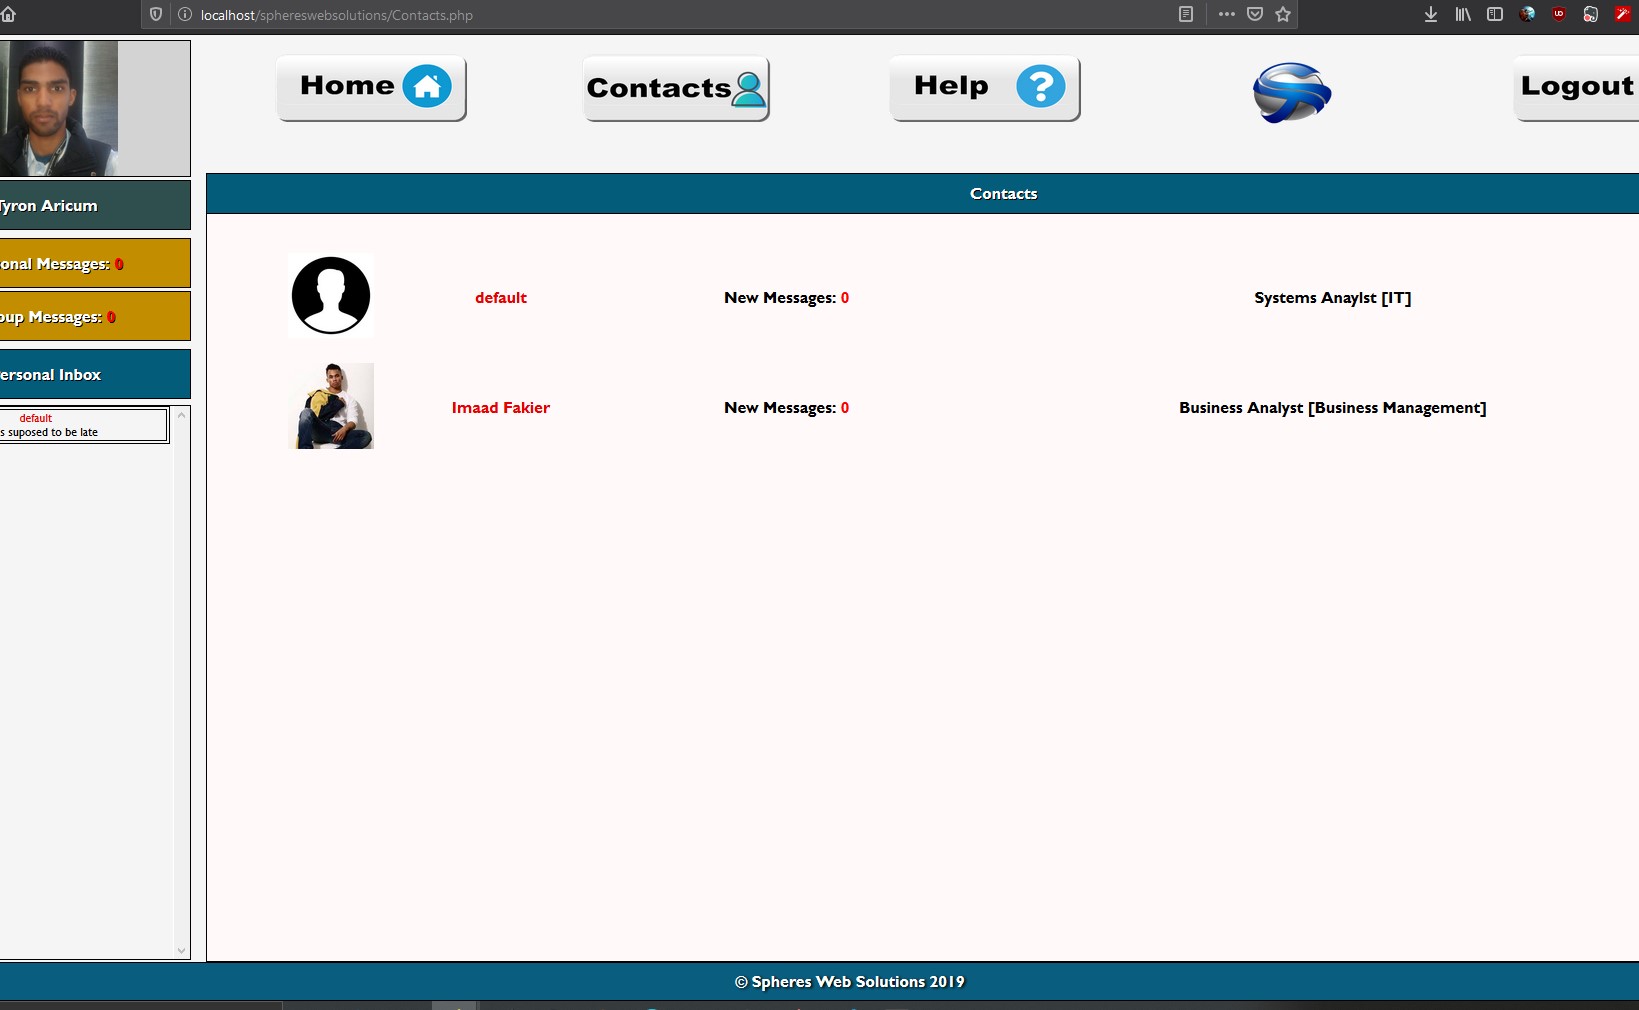 localhost/sphereswebsolutions/Contacts.php
Home
Contacts
Help
?
Logout
Tyron Aricum
onal Messages: 0
oup Messages: 0
ersonal Inbox
default
s suposed to be late
Contacts
default
New Messages: 0
Systems Anaylst [IT]
Imaad Fakier
New Messages: 0
Business Analyst [Business Management]
© Spheres Web Solutions 2019